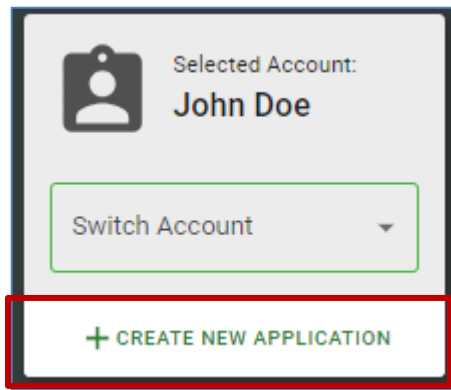 Selected Account:
John Doe
Switch Account
CREATE NEW APPLICATION